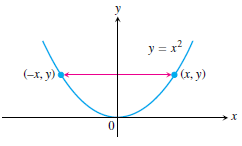 y
y = x²
(−x, y) (x, y)
0 x